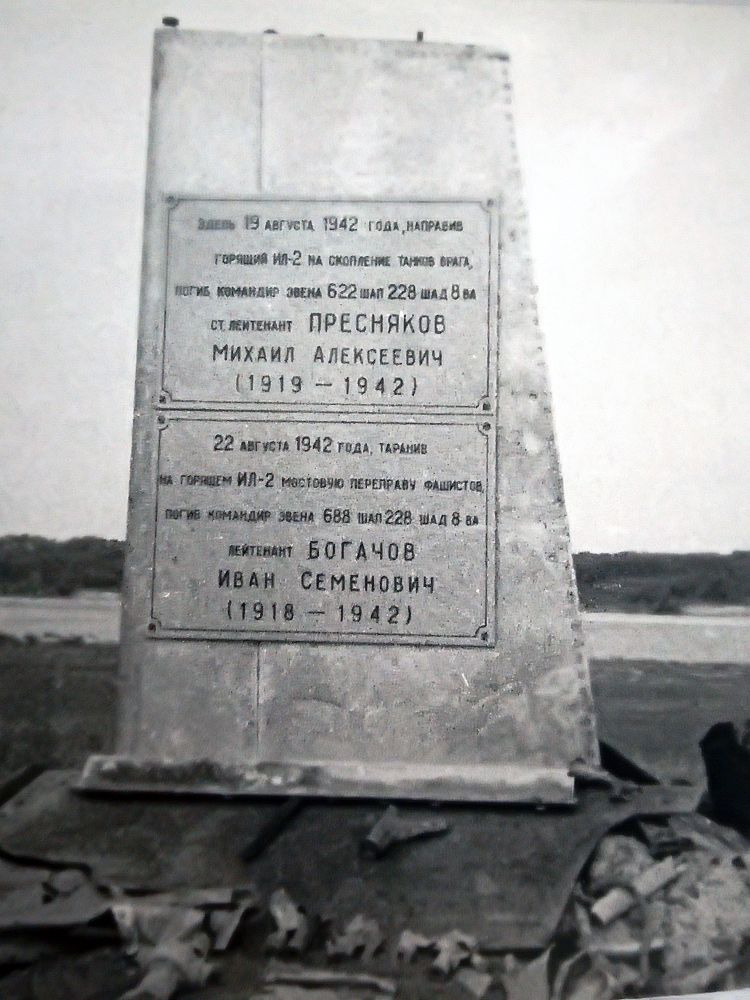 ЗДЕСЬ 19 АВГУСТА 1942 ГОДА, НАПРАВИВ
ГОРЯЩИЙ ИЛ-2 НА СКОПЛЕНИЕ ТАНКОВ ВРАГА,
ПОГИБ КОМАНДИР ЗВЕНА 622 ШАП 228 ШАД 8 ВА
СТ. ЛЕЙТЕНАНТ ПРЕСНЯКОВ
МИХАИЛ АЛЕКСЕЕВИЧ
(1919 — 1942)
22 АВГУСТА 1942 ГОДА, ТАРАНИВ
НА ГОРЯЩЕМ ИЛ-2 МОСТОВУЮ ПЕРЕПРАВУ ФАШИСТОВ,
ПОГИБ КОМАНДИР ЗВЕНА 688 ШАП 228 ШАД 8 ВА
ЛЕЙТЕНАНТ БОГАЧОВ
ИВАН СЕМЕНОВИЧ
(1918 — 1942)